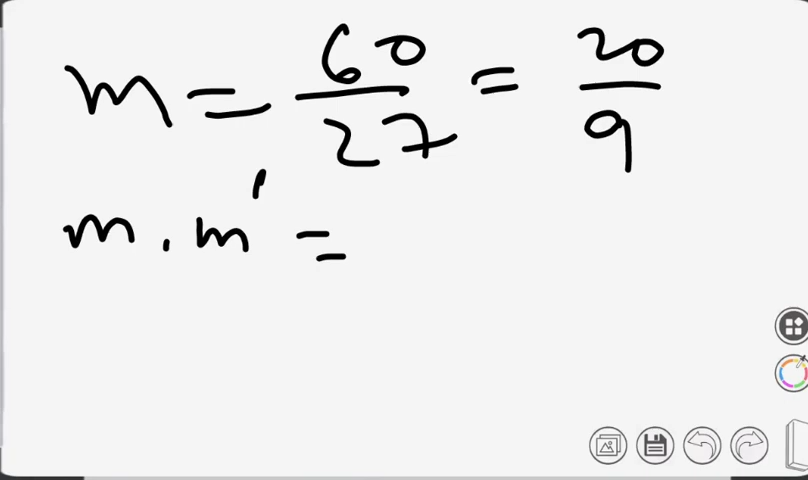 m = 60/27 = 20/9
m . m' =